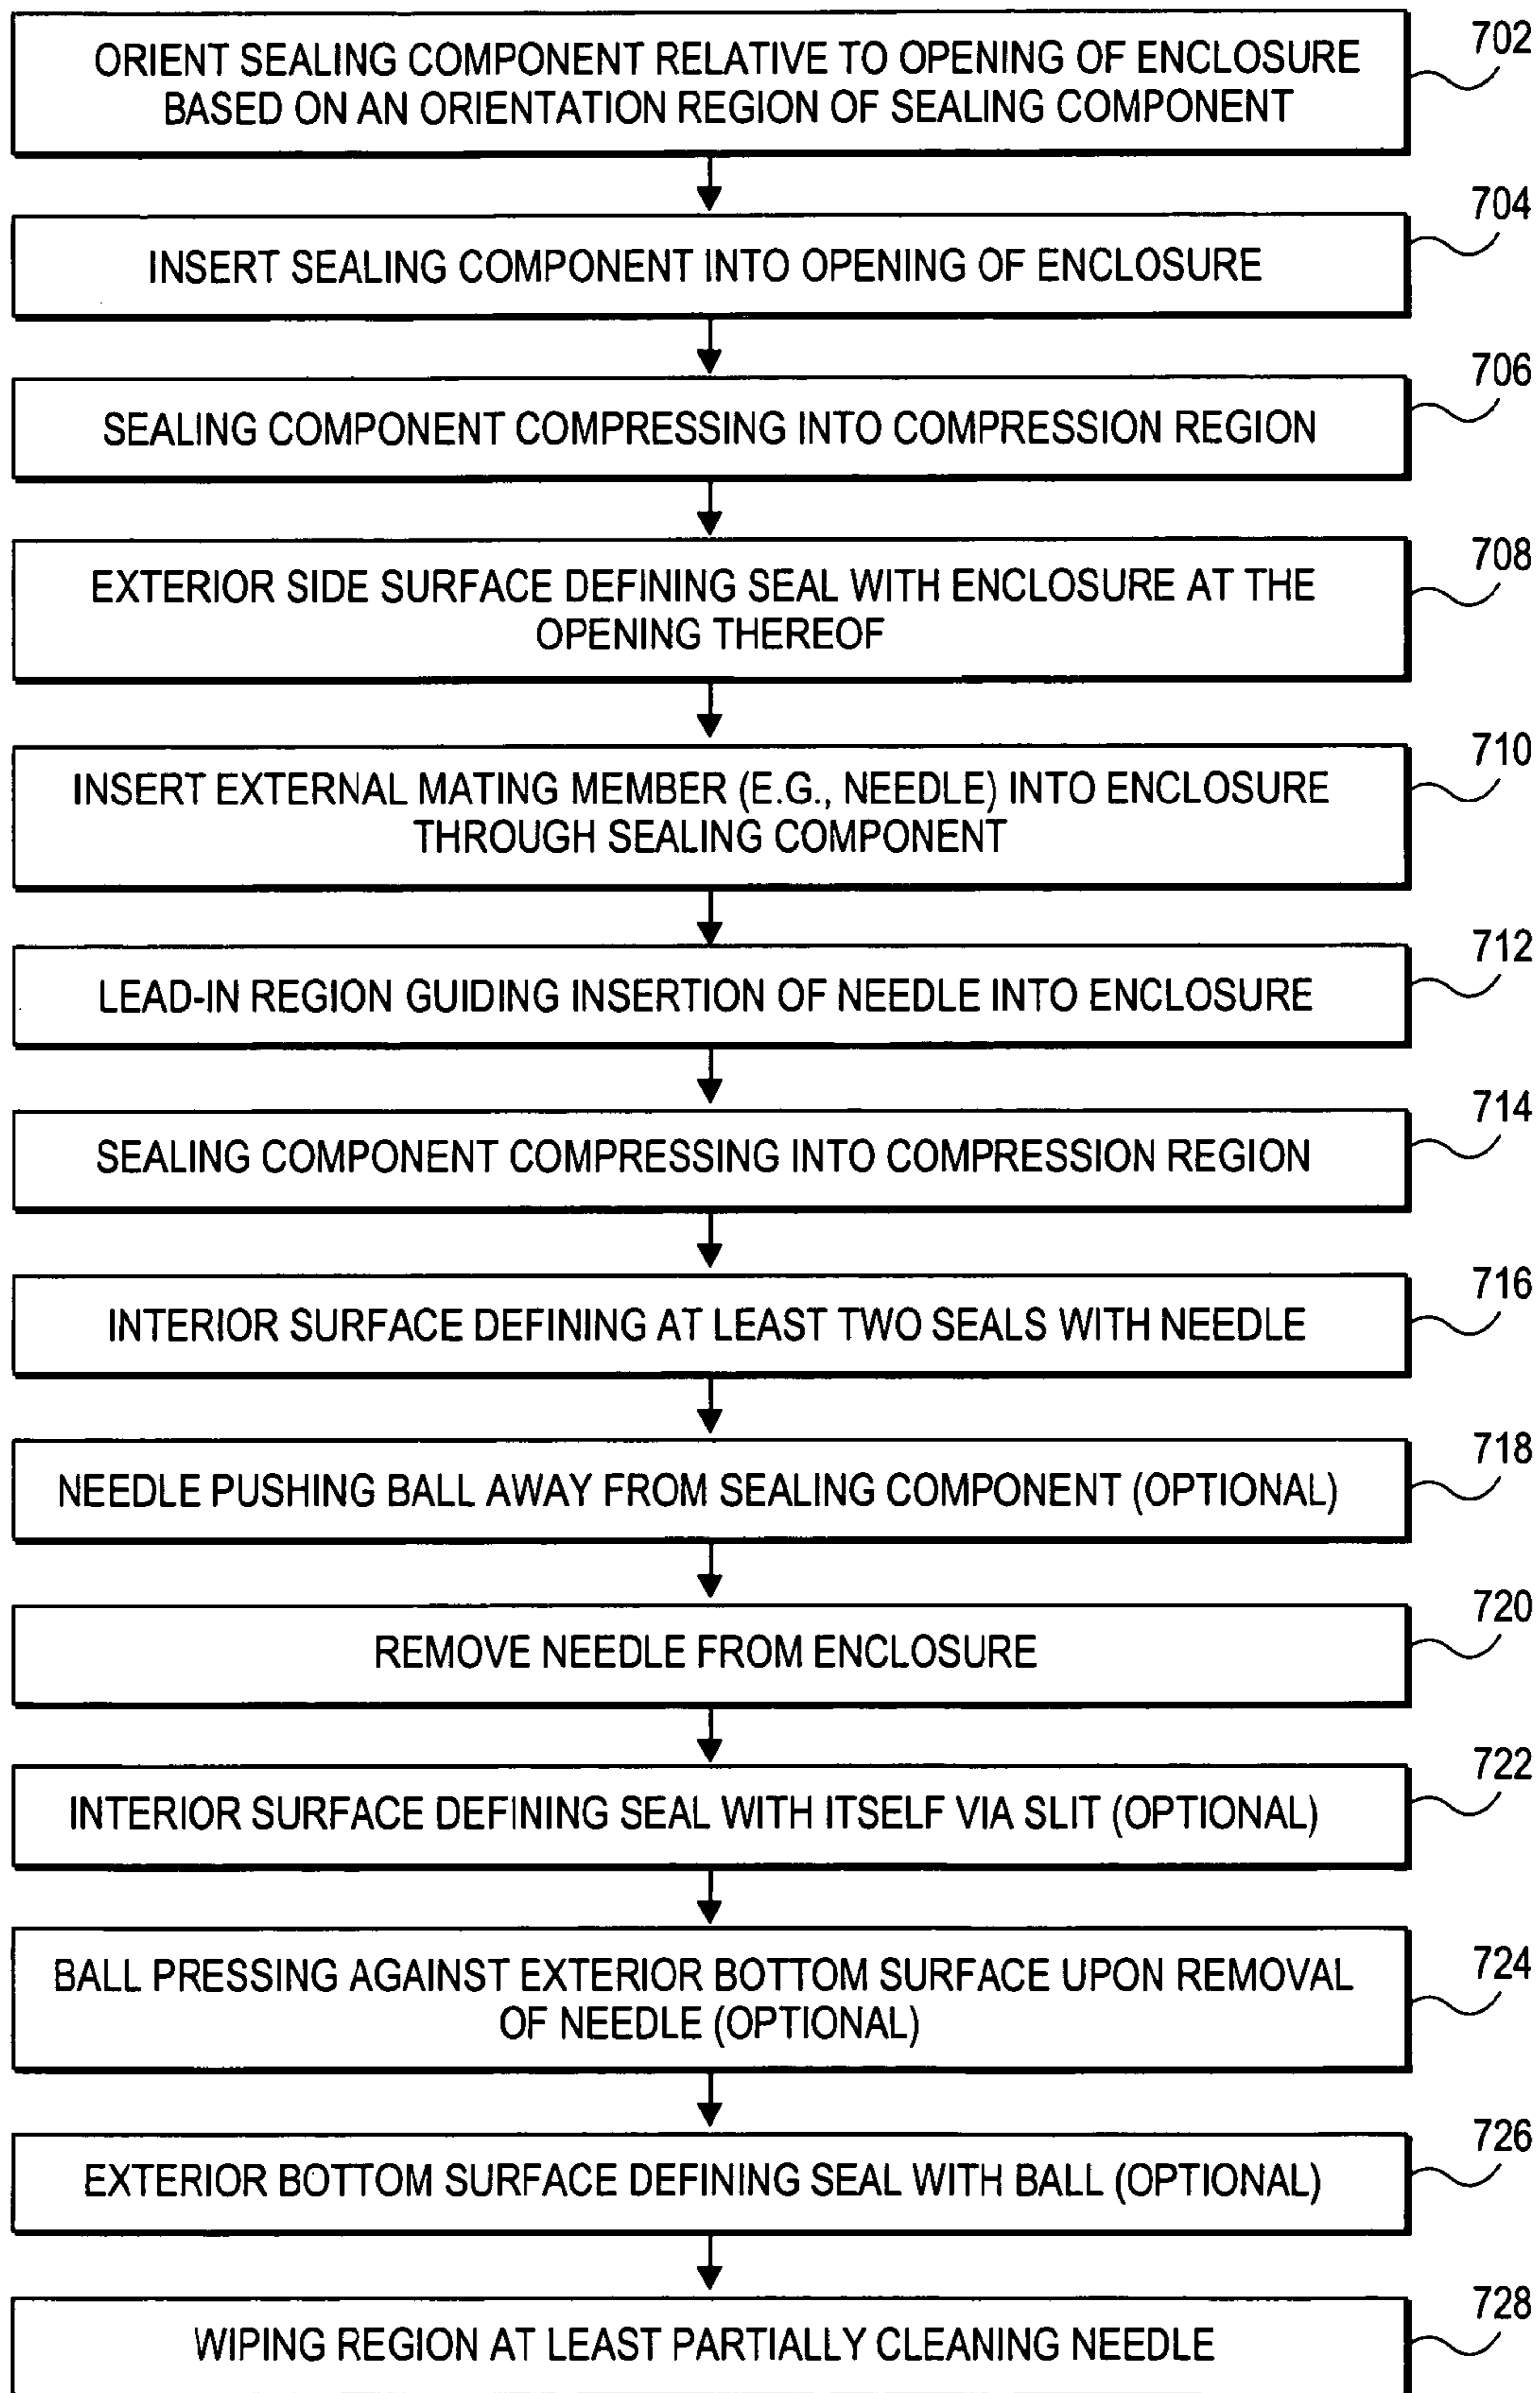 702
ORIENT SEALING COMPONENT RELATIVE TO OPENING OF ENCLOSURE
BASED ON AN ORIENTATION REGION OF SEALING COMPONENT
704
INSERT SEALING COMPONENT INTO OPENING OF ENCLOSURE
706
SEALING COMPONENT COMPRESSING INTO COMPRESSION REGION
708
EXTERIOR SIDE SURFACE DEFINING SEAL WITH ENCLOSURE AT THE
OPENING THEREOF
710
INSERT EXTERNAL MATING MEMBER (E.G., NEEDLE) INTO ENCLOSURE
THROUGH SEALING COMPONENT
712
LEAD-IN REGION GUIDING INSERTION OF NEEDLE INTO ENCLOSURE
714
SEALING COMPONENT COMPRESSING INTO COMPRESSION REGION
716
INTERIOR SURFACE DEFINING AT LEAST TWO SEALS WITH NEEDLE
718
NEEDLE PUSHING BALL AWAY FROM SEALING COMPONENT (OPTIONAL)
720
REMOVE NEEDLE FROM ENCLOSURE
722
INTERIOR SURFACE DEFINING SEAL WITH ITSELF VIA SLIT (OPTIONAL)
724
BALL PRESSING AGAINST EXTERIOR BOTTOM SURFACE UPON REMOVAL
OF NEEDLE (OPTIONAL)
726
EXTERIOR BOTTOM SURFACE DEFINING SEAL WITH BALL (OPTIONAL)
728
WIPING REGION AT LEAST PARTIALLY CLEANING NEEDLE